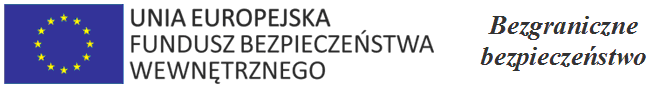 UNIA EUROPEJSKA
FUNDUSZ BEZPIECZEŃSTWA
WEWNĘTRZNEGO
Bezgraniczne
bezpieczeństwo